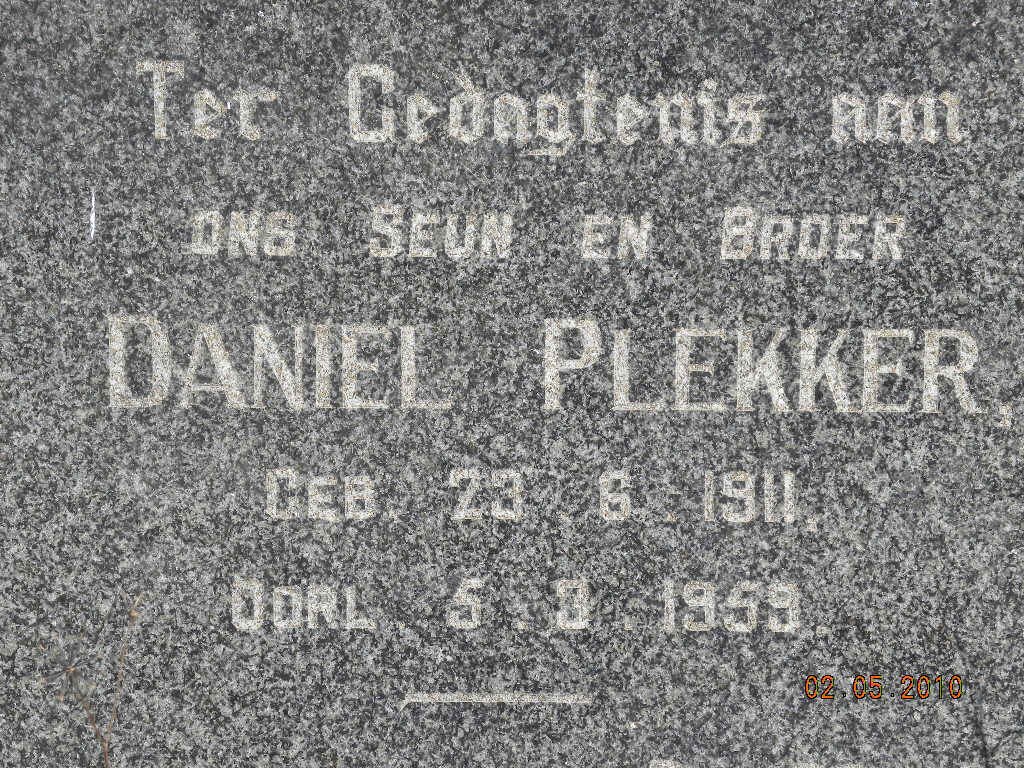 Ter Gedagtenis aan
ONS SEUN EN BROER
DANIEL PLEKKER,
GEB. 23.6.1911.
OORL. 5.8.1959.
02.05.2010